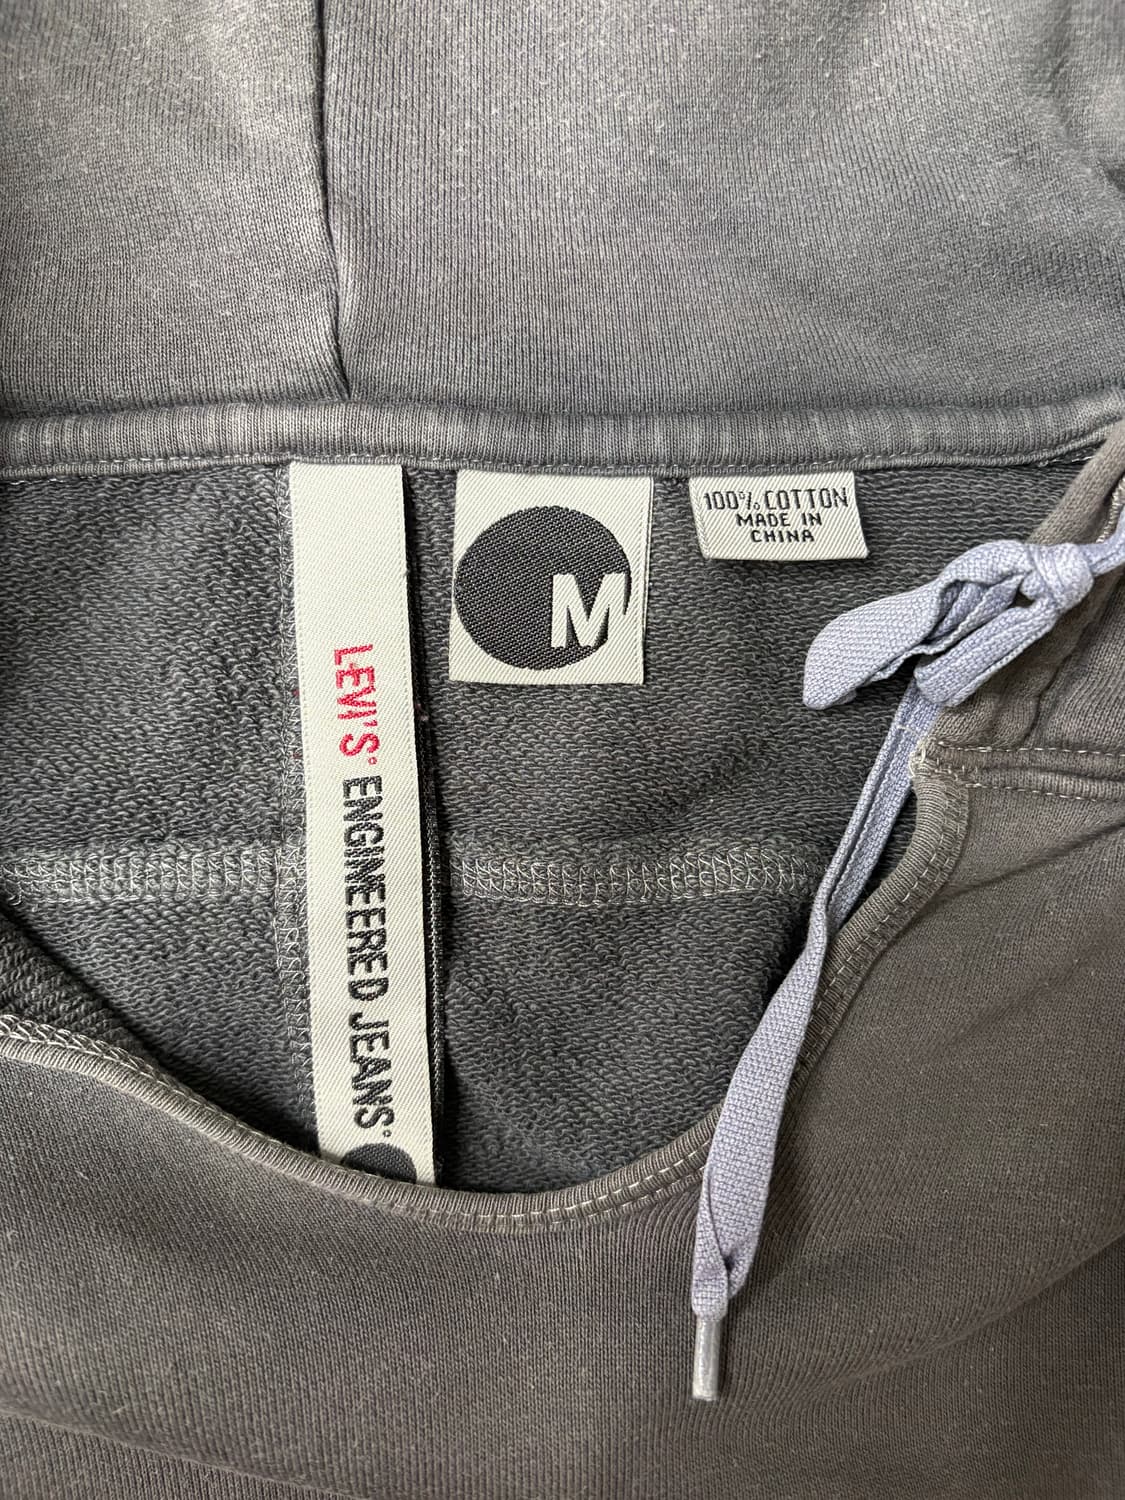 LEVI'S® ENGINEERED JEANS®
M
100% COTTON
MADE IN
CHINA